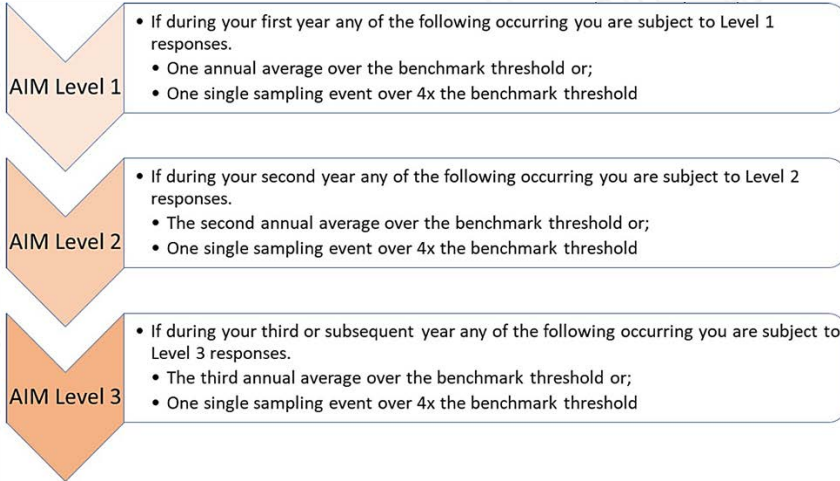 AIM Level 1
• If during your first year any of the following occurring you are subject to Level 1
responses.
• One annual average over the benchmark threshold or;
• One single sampling event over 4x the benchmark threshold
AIM Level 2
• If during your second year any of the following occurring you are subject to Level 2
responses.
• The second annual average over the benchmark threshold or;
• One single sampling event over 4x the benchmark threshold
AIM Level 3
• If during your third or subsequent year any of the following occurring you are subject to
Level 3 responses.
• The third annual average over the benchmark threshold or;
• One single sampling event over 4x the benchmark threshold